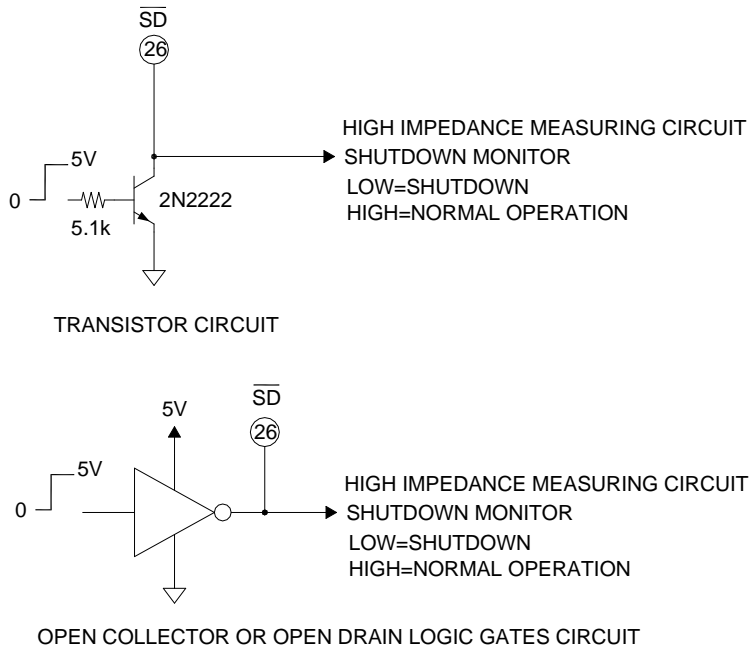 SD
26
HIGH IMPEDANCE MEASURING CIRCUIT
5V
SHUTDOWN MONITOR
0
2N2222
LOW=SHUTDOWN
5.1k
HIGH=NORMAL OPERATION
TRANSISTOR CIRCUIT
5V
SD
26
5V
HIGH IMPEDANCE MEASURING CIRCUIT
0
SHUTDOWN MONITOR
LOW=SHUTDOWN
HIGH=NORMAL OPERATION
OPEN COLLECTOR OR OPEN DRAIN LOGIC GATES CIRCUIT